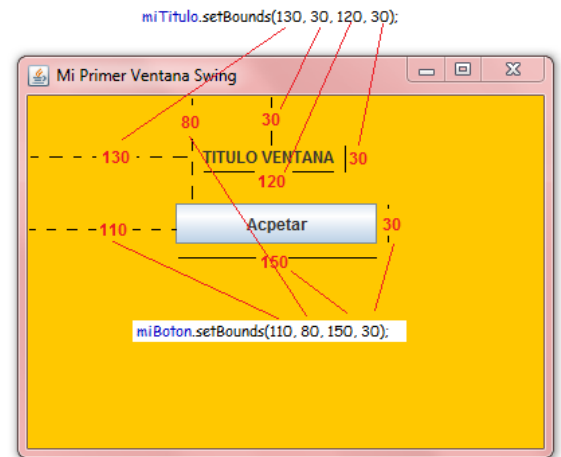 miTitulo.setBounds(130, 30, 120, 30);
Mi Primer Ventana Swing
80
30
130
TITULO VENTANA
30
120
110
Acpetar
30
150
miBoton.setBounds(110, 80, 150, 30);